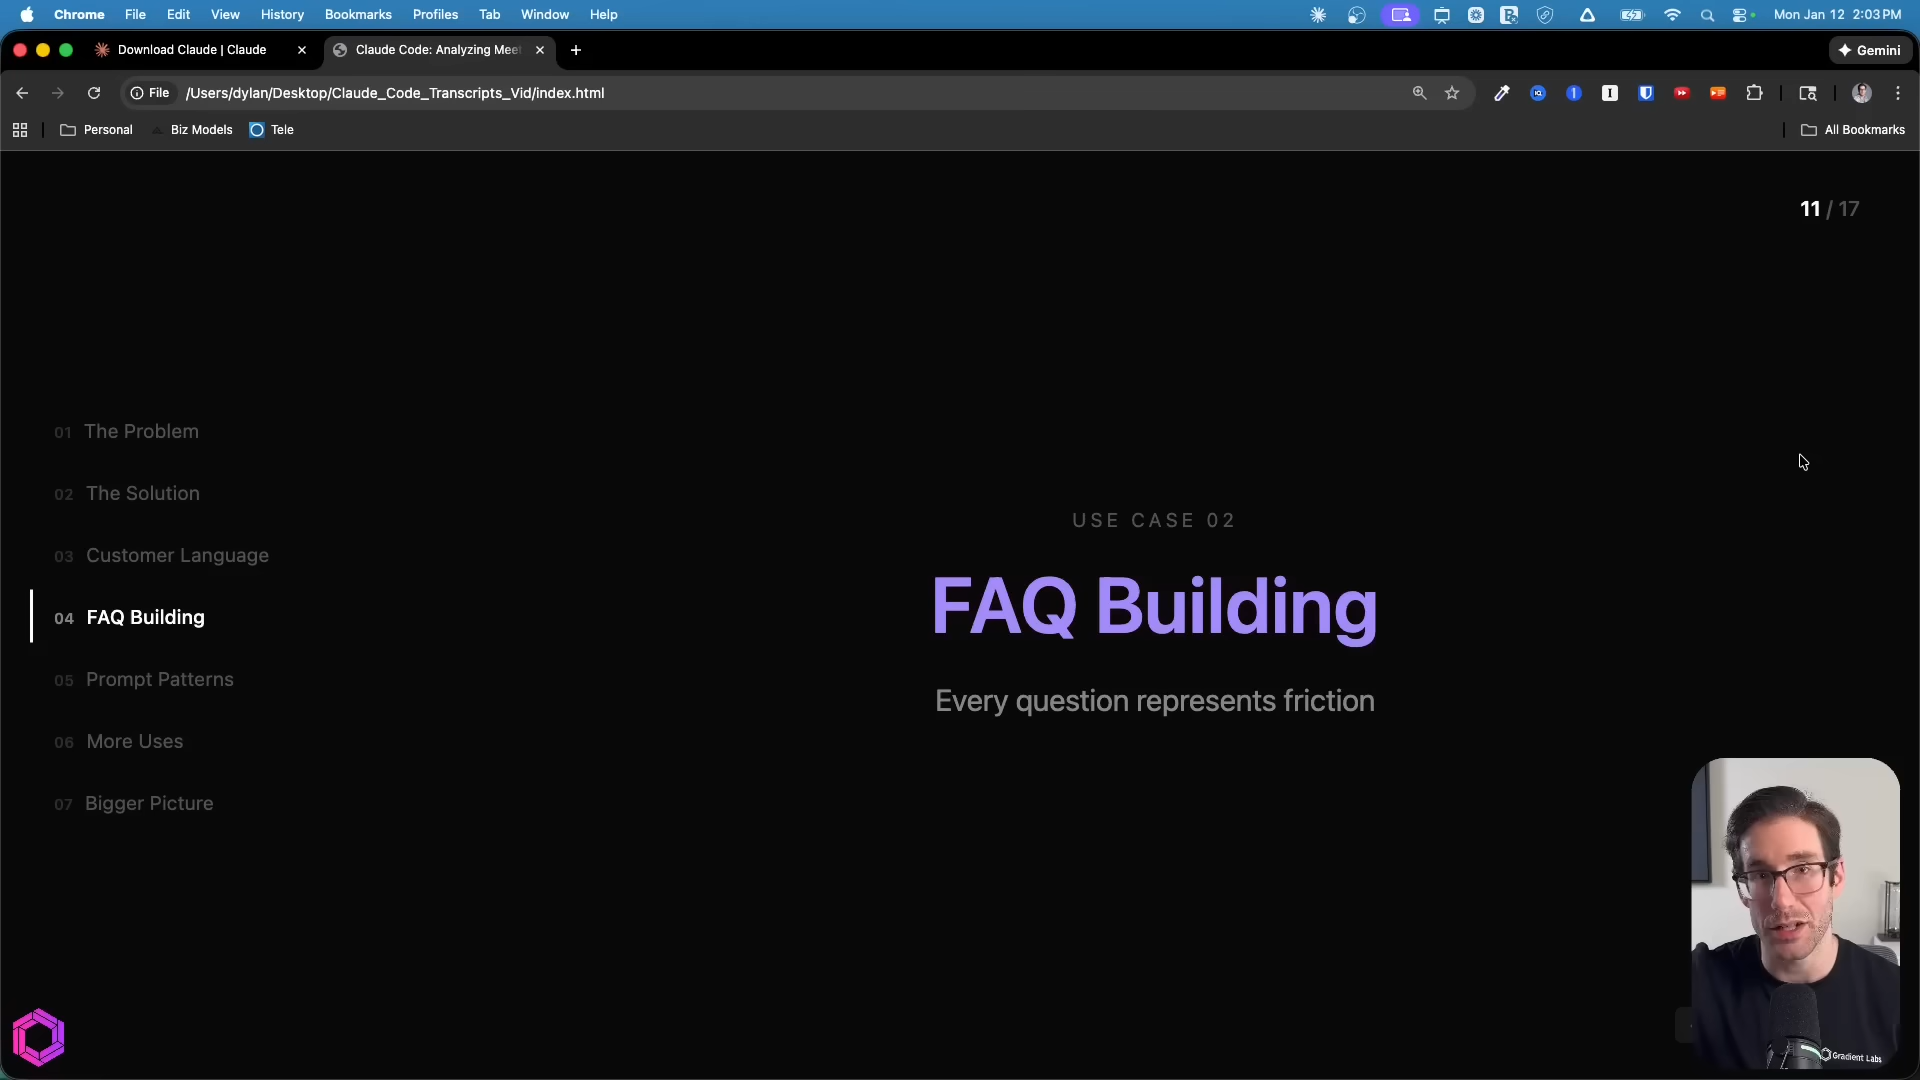 Chrome File Edit View History Bookmarks Profiles Tab Window Help
Mon Jan 12 2:03 PM
Download Claude | Claude
Claude Code: Analyzing Mee
Gemini
File /Users/dylan/Desktop/Claude_Code_Transcripts_Vid/index.html
Personal Biz Models Tele
All Bookmarks
11 / 17
01 The Problem
02 The Solution
03 Customer Language
04 FAQ Building
05 Prompt Patterns
06 More Uses
07 Bigger Picture
USE CASE 02
FAQ Building
Every question represents friction
Gradient Labs